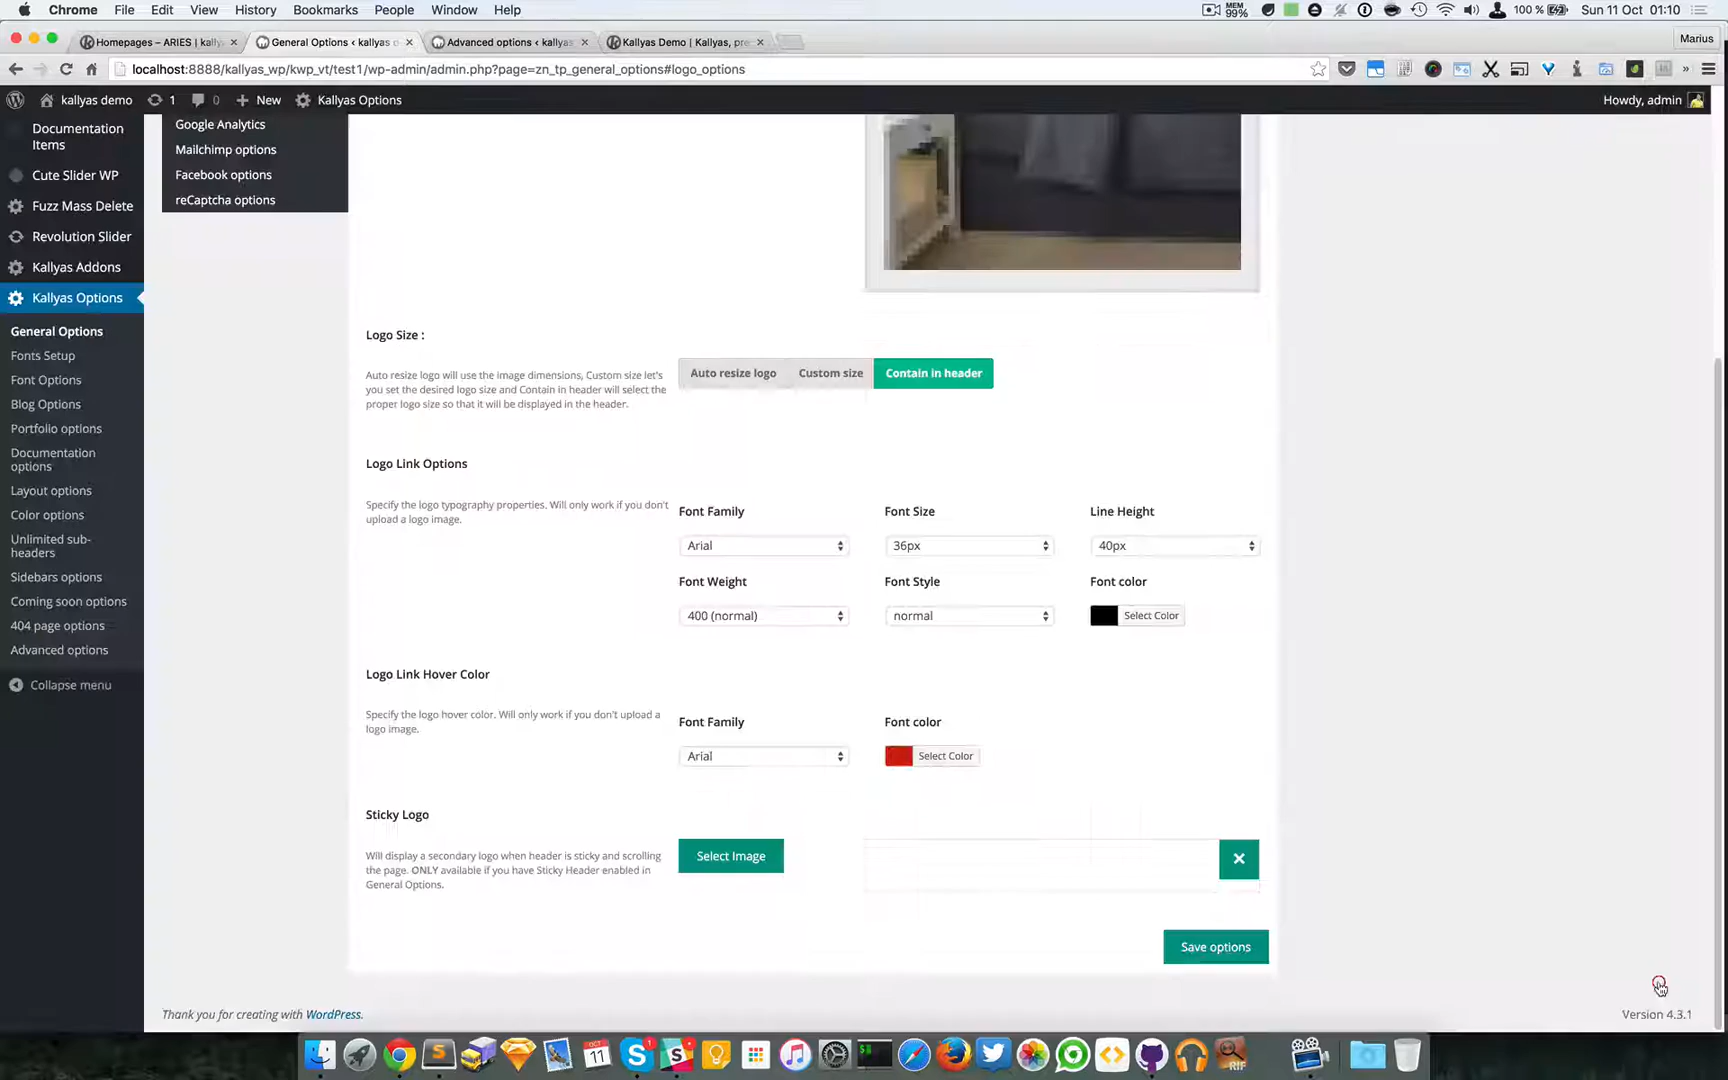 Chrome File Edit View History Bookmarks People Window Help
MEM 99% 100 % Sun 11 Oct 01:10
Homepages – ARIES | kally
General Options ‹ kallyas d
Advanced options ‹ kallyas
Kallyas Demo | Kallyas, pre
Marius
localhost:8888/kallyas_wp/kwp_vt/test1/wp-admin/admin.php?page=zn_tp_general_options#logo_options
kallyas demo 1 0 New Kallyas Options
Howdy, admin
Documentation
Items
Cute Slider WP
Fuzz Mass Delete
Revolution Slider
Kallyas Addons
Kallyas Options
General Options
Fonts Setup
Font Options
Blog Options
Portfolio options
Documentation
options
Layout options
Color options
Unlimited sub-
headers
Sidebars options
Coming soon options
404 page options
Advanced options
Collapse menu
Google Analytics
Mailchimp options
Facebook options
reCaptcha options
Logo Size :
Auto resize logo will use the image dimensions, Custom size let's
you set the desired logo size and Contain in header will select the
proper logo size so that it will be displayed in the header.
Auto resize logo Custom size Contain in header
Logo Link Options
Specify the logo typography properties. Will only work if you don't
upload a logo image.
Font Family Font Size Line Height
Arial 36px 40px
Font Weight Font Style Font color
400 (normal) normal Select Color
Logo Link Hover Color
Specify the logo hover color. Will only work if you don't upload a
logo image.
Font Family Font color
Arial Select Color
Sticky Logo
Will display a secondary logo when header is sticky and scrolling
the page. ONLY available if you have Sticky Header enabled in
General Options.
Select Image
Save options
Thank you for creating with WordPress.
Version 4.3.1